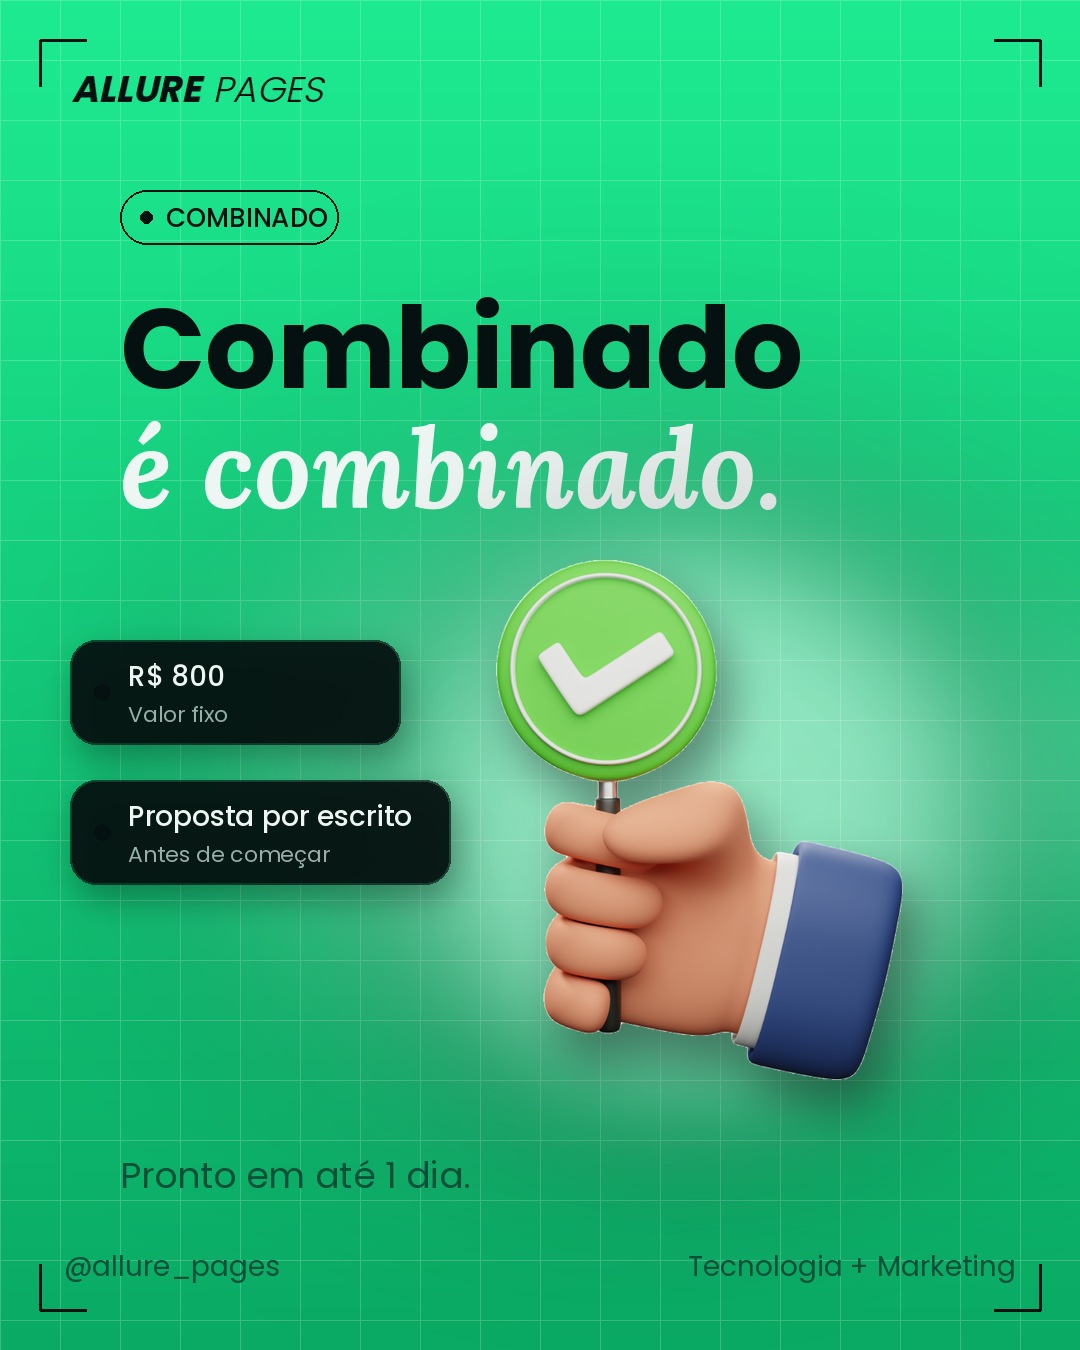 ALLURE PAGES
COMBINADO
Combinado
é combinado.
R$ 800
Valor fixo
Proposta por escrito
Antes de começar
Pronto em até 1 dia.
@allure_pages
Tecnologia + Marketing